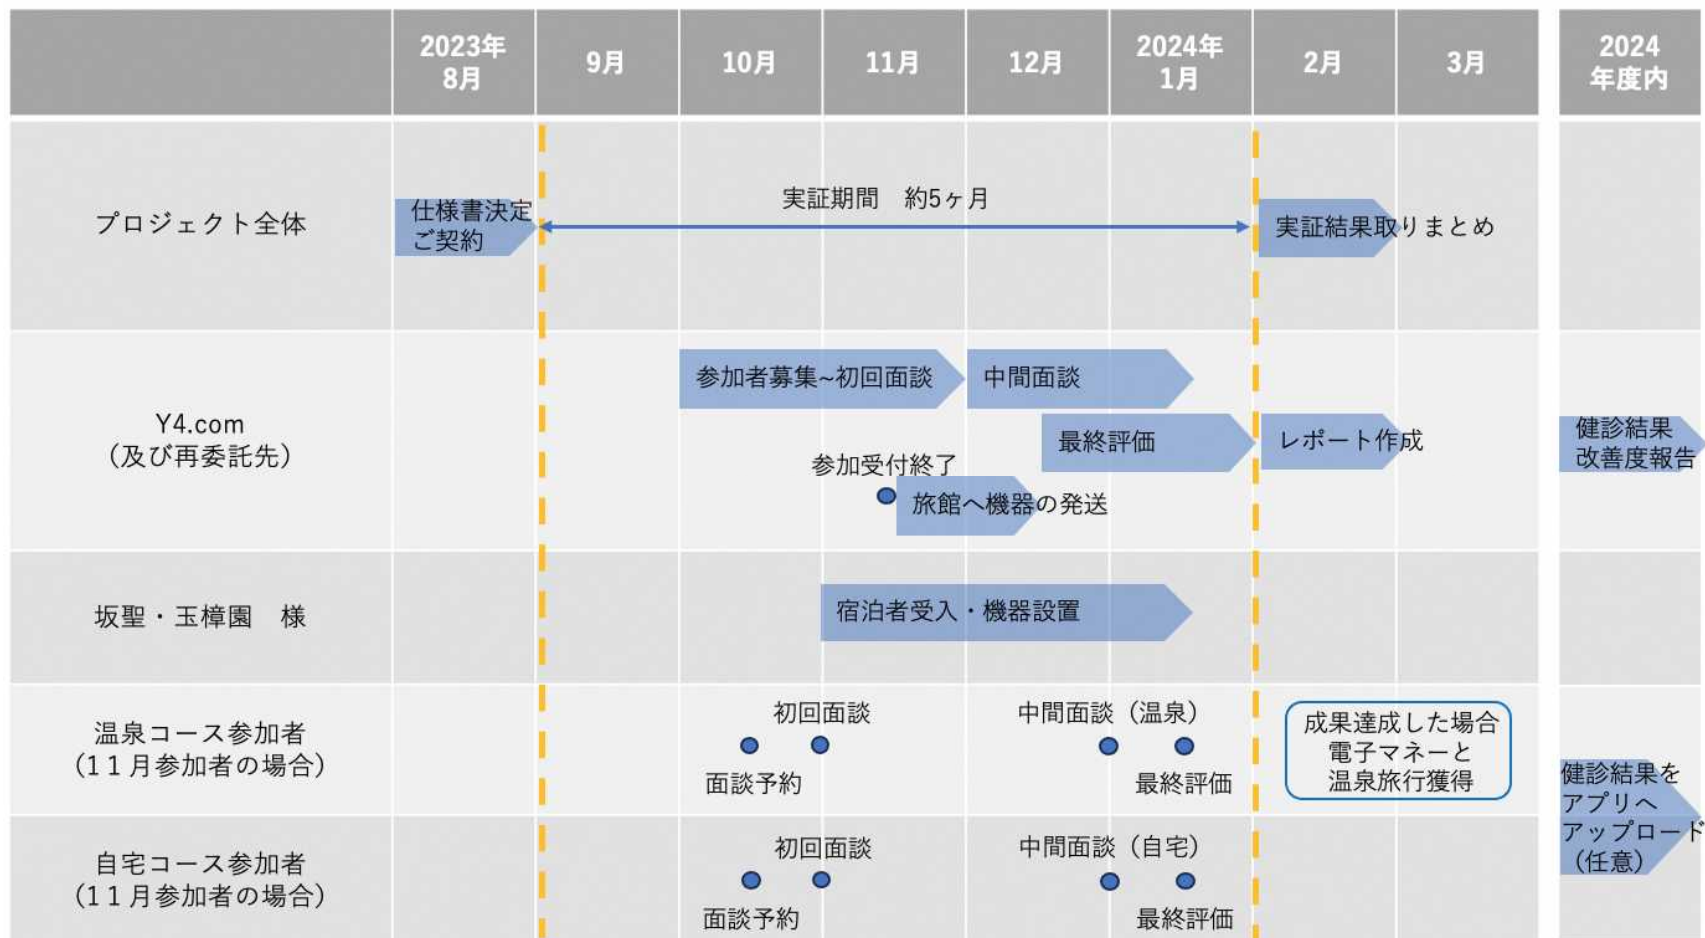 2023年
8月
9月
10月
11月
12月
2024年
1月
2月
3月
2024
年度内
プロジェクト全体
仕様書決定
ご契約
実証期間　約5ヶ月
実証結果取りまとめ
Y4.com
（及び再委託先）
参加者募集~初回面談
中間面談
最終評価
レポート作成
参加受付終了
旅館へ機器の発送
健診結果
改善度報告
坂聖・玉樟園　様
宿泊者受入・機器設置
温泉コース参加者
（11月参加者の場合）
初回面談
面談予約
中間面談（温泉）
最終評価
成果達成した場合
電子マネーと
温泉旅行獲得
自宅コース参加者
（11月参加者の場合）
初回面談
面談予約
中間面談（自宅）
最終評価
健診結果を
アプリへ
アップロード
（任意）